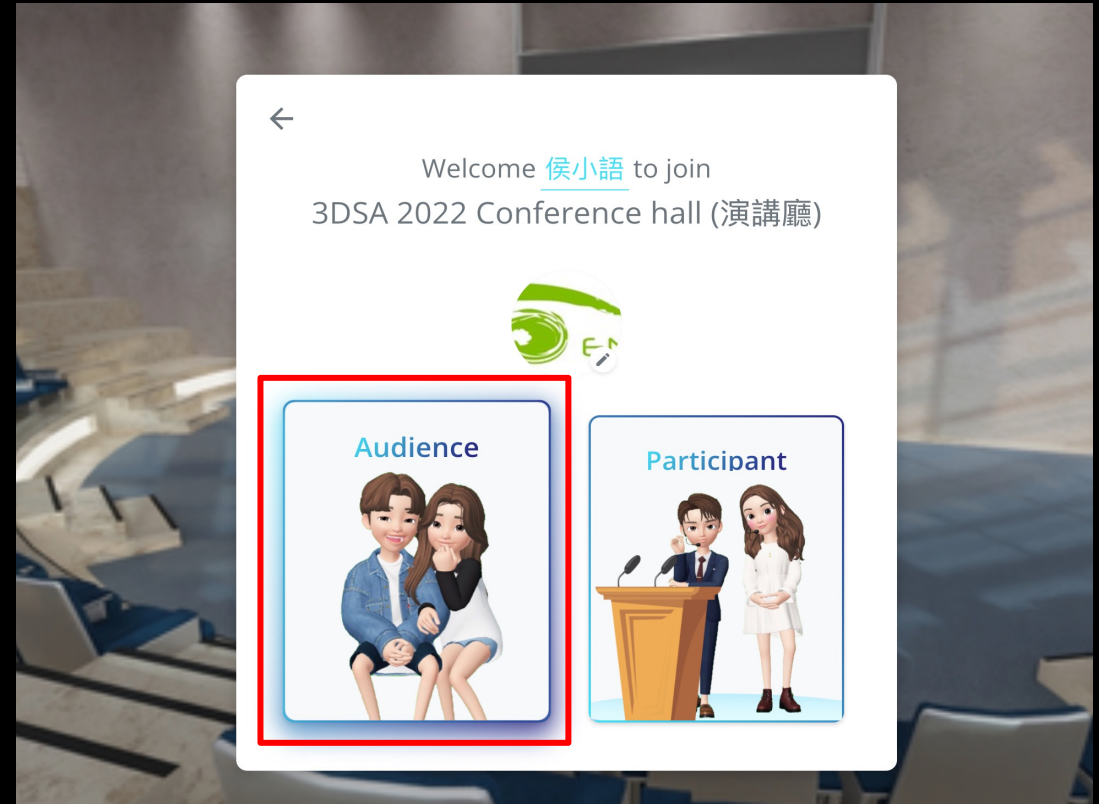 Welcome 侯小語 to join
3DSA 2022 Conference hall (演講廳)
Audience
Participant